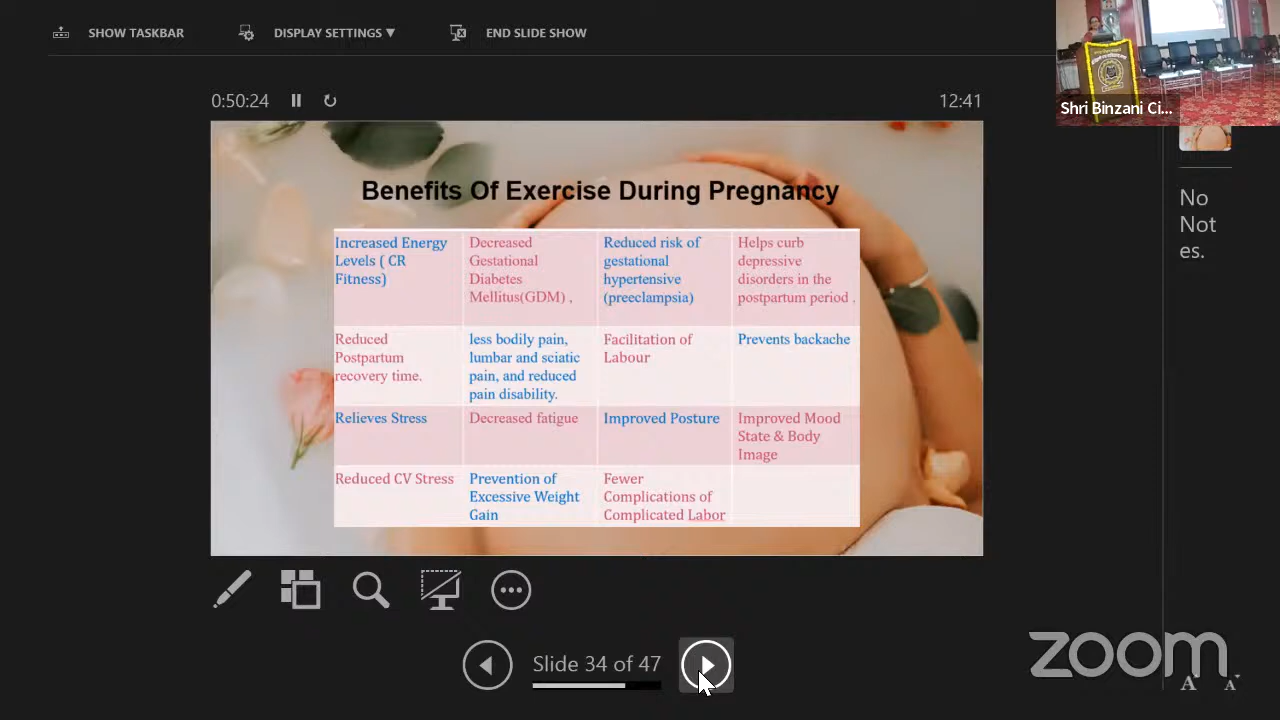 SHOW TASKBAR
DISPLAY SETTINGS ▼
END SLIDE SHOW
Shri Binzani Ci...
0:50:24
12:41
Benefits Of Exercise During Pregnancy
Increased Energy
Levels ( CR
Fitness)
Decreased
Gestational
Diabetes
Mellitus(GDM) ,
Reduced risk of
gestational
hypertensive
(preeclampsia)
Helps curb
depressive
disorders in the
postpartum period .
Reduced
Postpartum
recovery time.
less bodily pain,
lumbar and sciatic
pain, and reduced
pain disability.
Facilitation of
Labour
Prevents backache
Relieves Stress
Decreased fatigue
Improved Posture
Improved Mood
State & Body
Image
Reduced CV Stress
Prevention of
Excessive Weight
Gain
Fewer
Complications of
Complicated Labor
No
Not
es.
Slide 34 of 47
zoom
A A